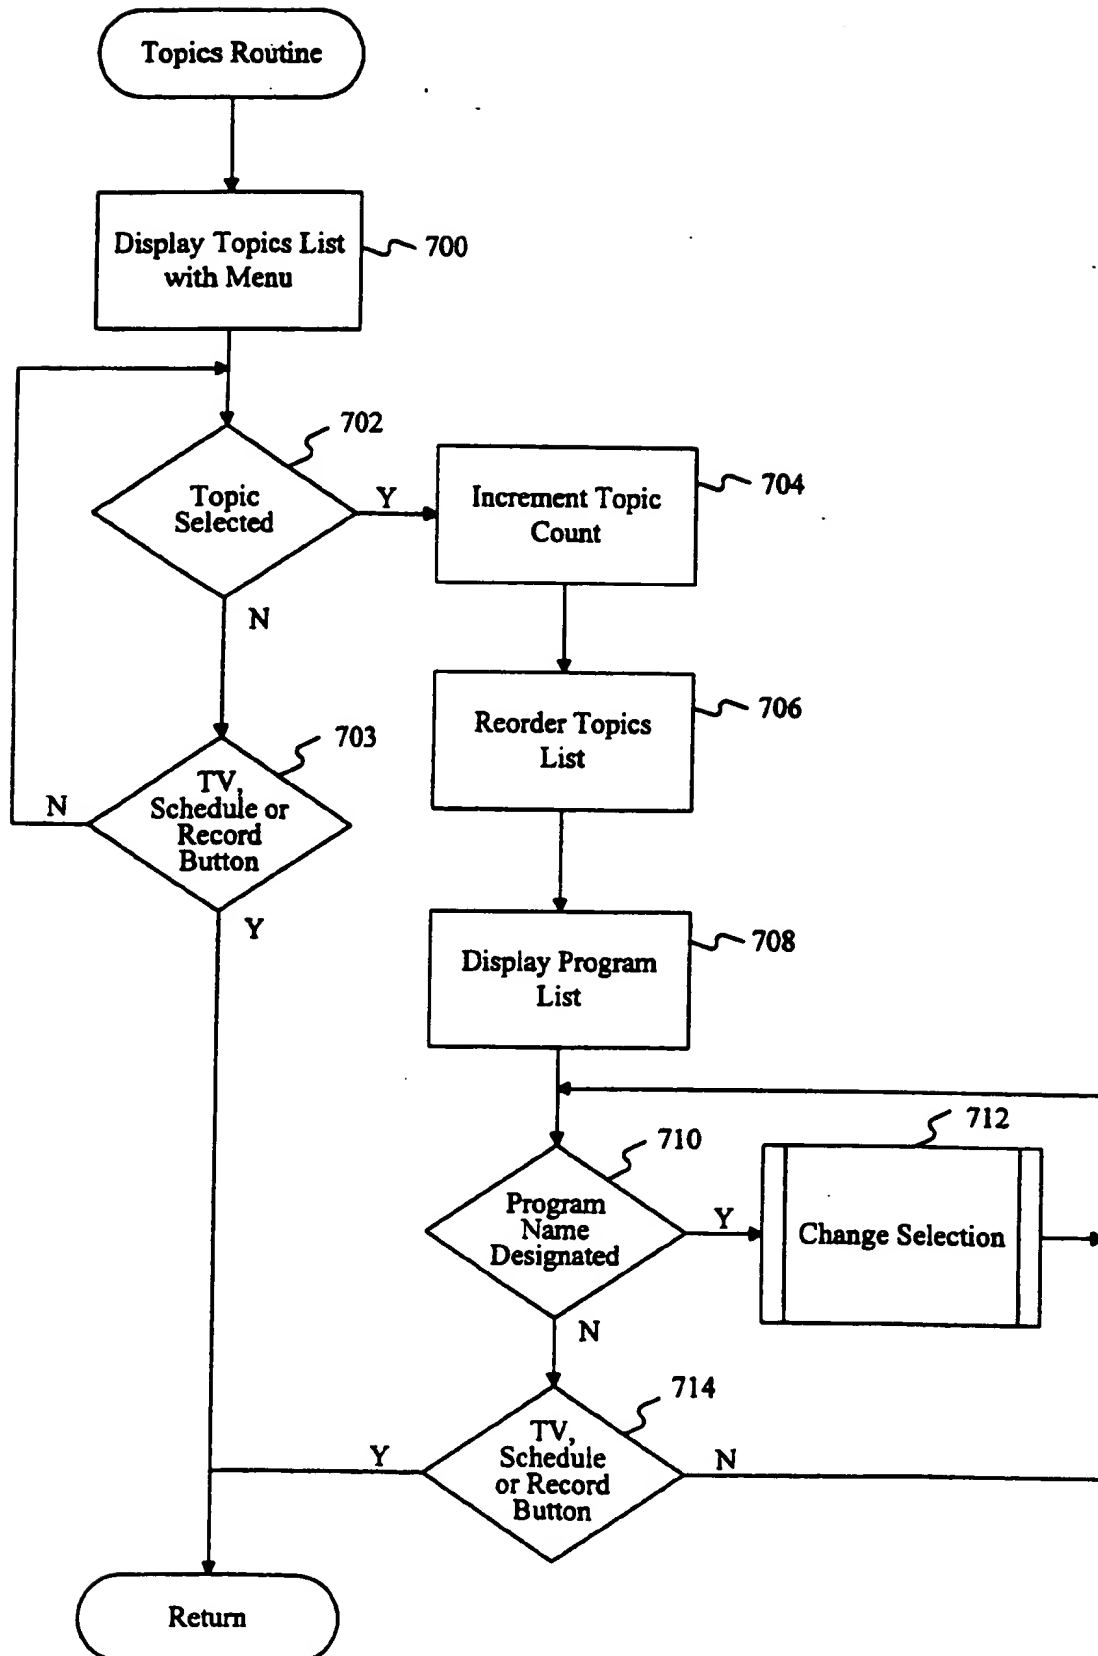 Topics Routine
Display Topics List
with Menu
700
702
Topic
Selected
Y
N
Increment Topic
Count
704
Reorder Topics
List
706
703
TV,
Schedule or
Record
Button
N
Y
Display Program
List
708
710
Program
Name
Designated
Y
N
712
Change Selection
714
TV,
Schedule
or Record
Button
Y
N
Return